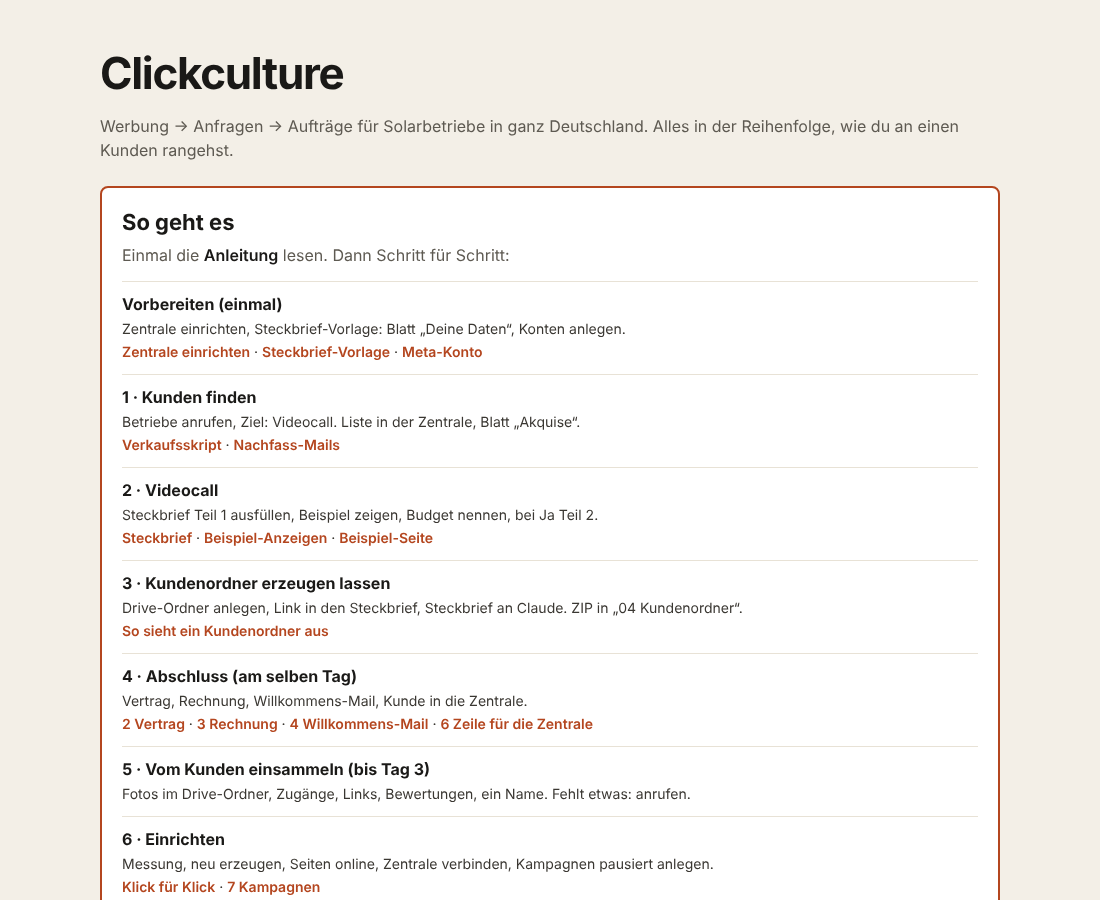 Clickculture
Werbung → Anfragen → Aufträge für Solarbetriebe in ganz Deutschland. Alles in der Reihenfolge, wie du an einen
Kunden rangehst.
So geht es
Einmal die Anleitung lesen. Dann Schritt für Schritt:
Vorbereiten (einmal)
Zentrale einrichten, Steckbrief-Vorlage: Blatt „Deine Daten“, Konten anlegen.
Zentrale einrichten · Steckbrief-Vorlage · Meta-Konto
1 · Kunden finden
Betriebe anrufen, Ziel: Videocall. Liste in der Zentrale, Blatt „Akquise“.
Verkaufsskript · Nachfass-Mails
2 · Videocall
Steckbrief Teil 1 ausfüllen, Beispiel zeigen, Budget nennen, bei Ja Teil 2.
Steckbrief · Beispiel-Anzeigen · Beispiel-Seite
3 · Kundenordner erzeugen lassen
Drive-Ordner anlegen, Link in den Steckbrief, Steckbrief an Claude. ZIP in „04 Kundenordner“.
So sieht ein Kundenordner aus
4 · Abschluss (am selben Tag)
Vertrag, Rechnung, Willkommens-Mail, Kunde in die Zentrale.
2 Vertrag · 3 Rechnung · 4 Willkommens-Mail · 6 Zeile für die Zentrale
5 · Vom Kunden einsammeln (bis Tag 3)
Fotos im Drive-Ordner, Zugänge, Links, Bewertungen, ein Name. Fehlt etwas: anrufen.
6 · Einrichten
Messung, neu erzeugen, Seiten online, Zentrale verbinden, Kampagnen pausiert anlegen.
Klick für Klick · 7 Kampagnen